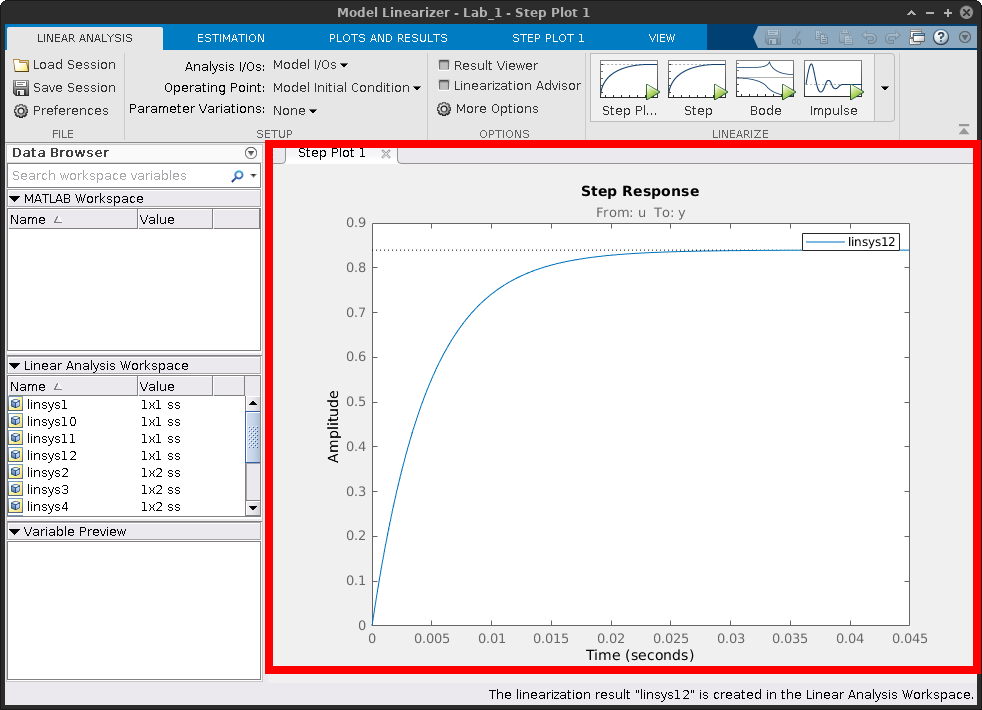 Model Linearizer - Lab_1 - Step Plot 1
LINEAR ANALYSIS ESTIMATION PLOTS AND RESULTS STEP PLOT 1 VIEW
Load Session
Save Session
Preferences
FILE
Analysis I/Os: Model I/Os
Operating Point: Model Initial Condition
Parameter Variations: None
SETUP
Result Viewer
Linearization Advisor
More Options
OPTIONS
Step Pl... Step Bode Impulse
LINEARIZE
Data Browser
Search workspace variables
MATLAB Workspace
Name Value
Linear Analysis Workspace
Name Value
linsys1 1x1 ss
linsys10 1x1 ss
linsys11 1x1 ss
linsys12 1x1 ss
linsys2 1x2 ss
linsys3 1x2 ss
linsys4 1x2 ss
Variable Preview
Step Plot 1
Step Response
From: u To: y
linsys12
Amplitude
0.9
0.8
0.7
0.6
0.5
0.4
0.3
0.2
0.1
0
0 0.005 0.01 0.015 0.02 0.025 0.03 0.035 0.04 0.045
Time (seconds)
The linearization result "linsys12" is created in the Linear Analysis Workspace.